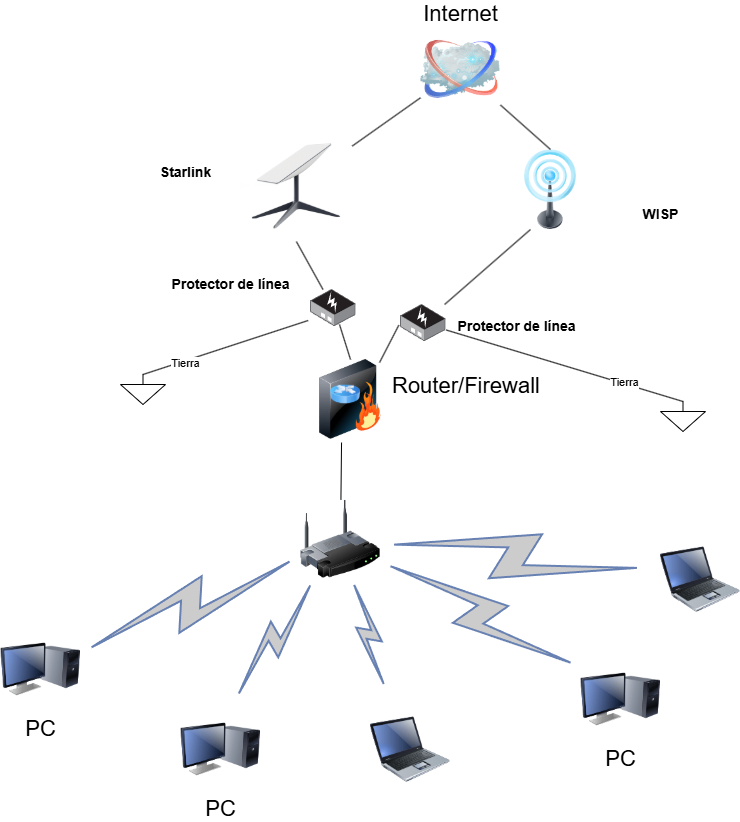 Internet
Starlink
WISP
Protector de línea
Protector de línea
Tierra
Router/Firewall
Tierra
PC
PC
PC